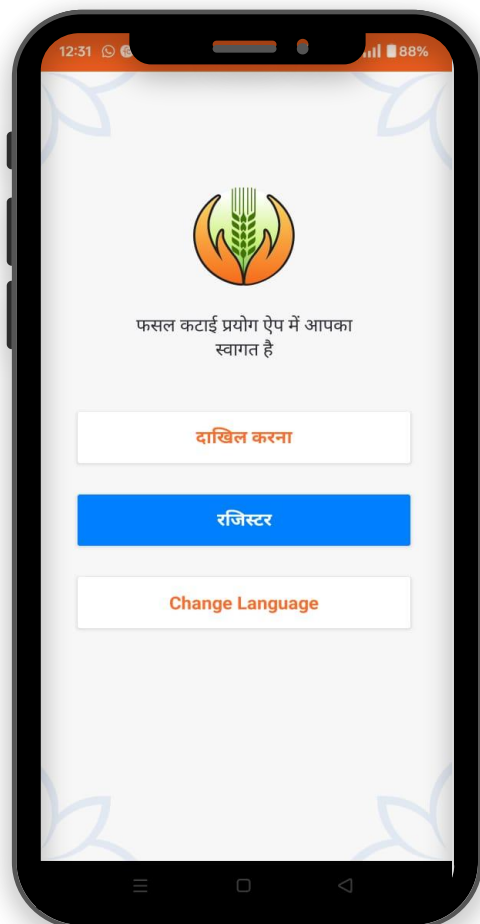 12:31
88%
फसल कटाई प्रयोग ऐप में आपका
स्वागत है
दाखिल करना
रजिस्टर
Change Language